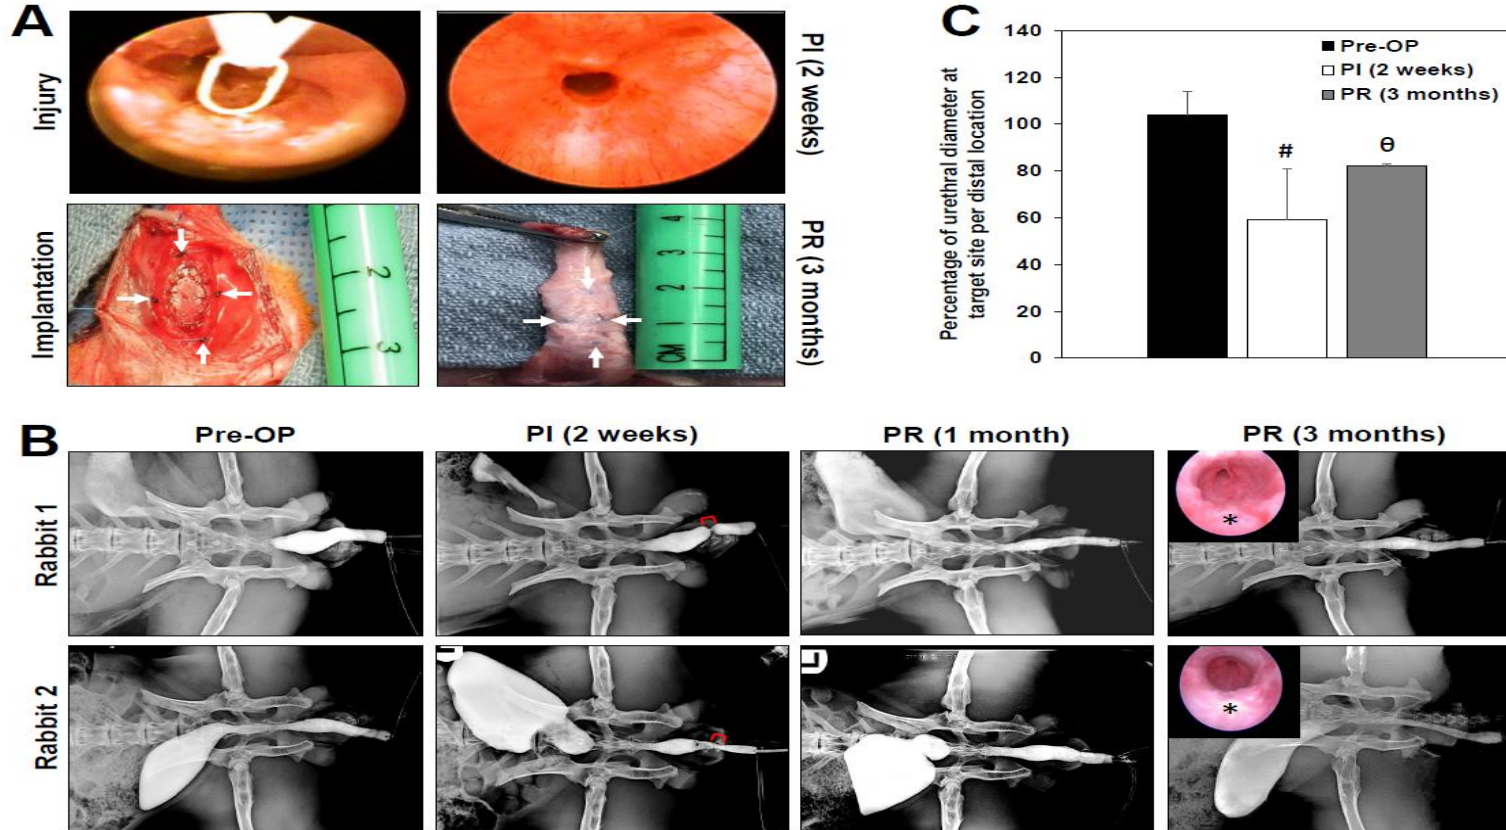 A
Injury
PI (2 weeks)
Implantation
2
3
4
3
2
1
CM
PR (3 months)
C
Percentage of urethral diameter at
target site per distal location
140
120
100
80
60
40
20
0
Pre-OP
PI (2 weeks)
PR (3 months)
#
Ɵ
B
Pre-OP
PI (2 weeks)
PR (1 month)
PR (3 months)
Rabbit 1
*
Rabbit 2
*